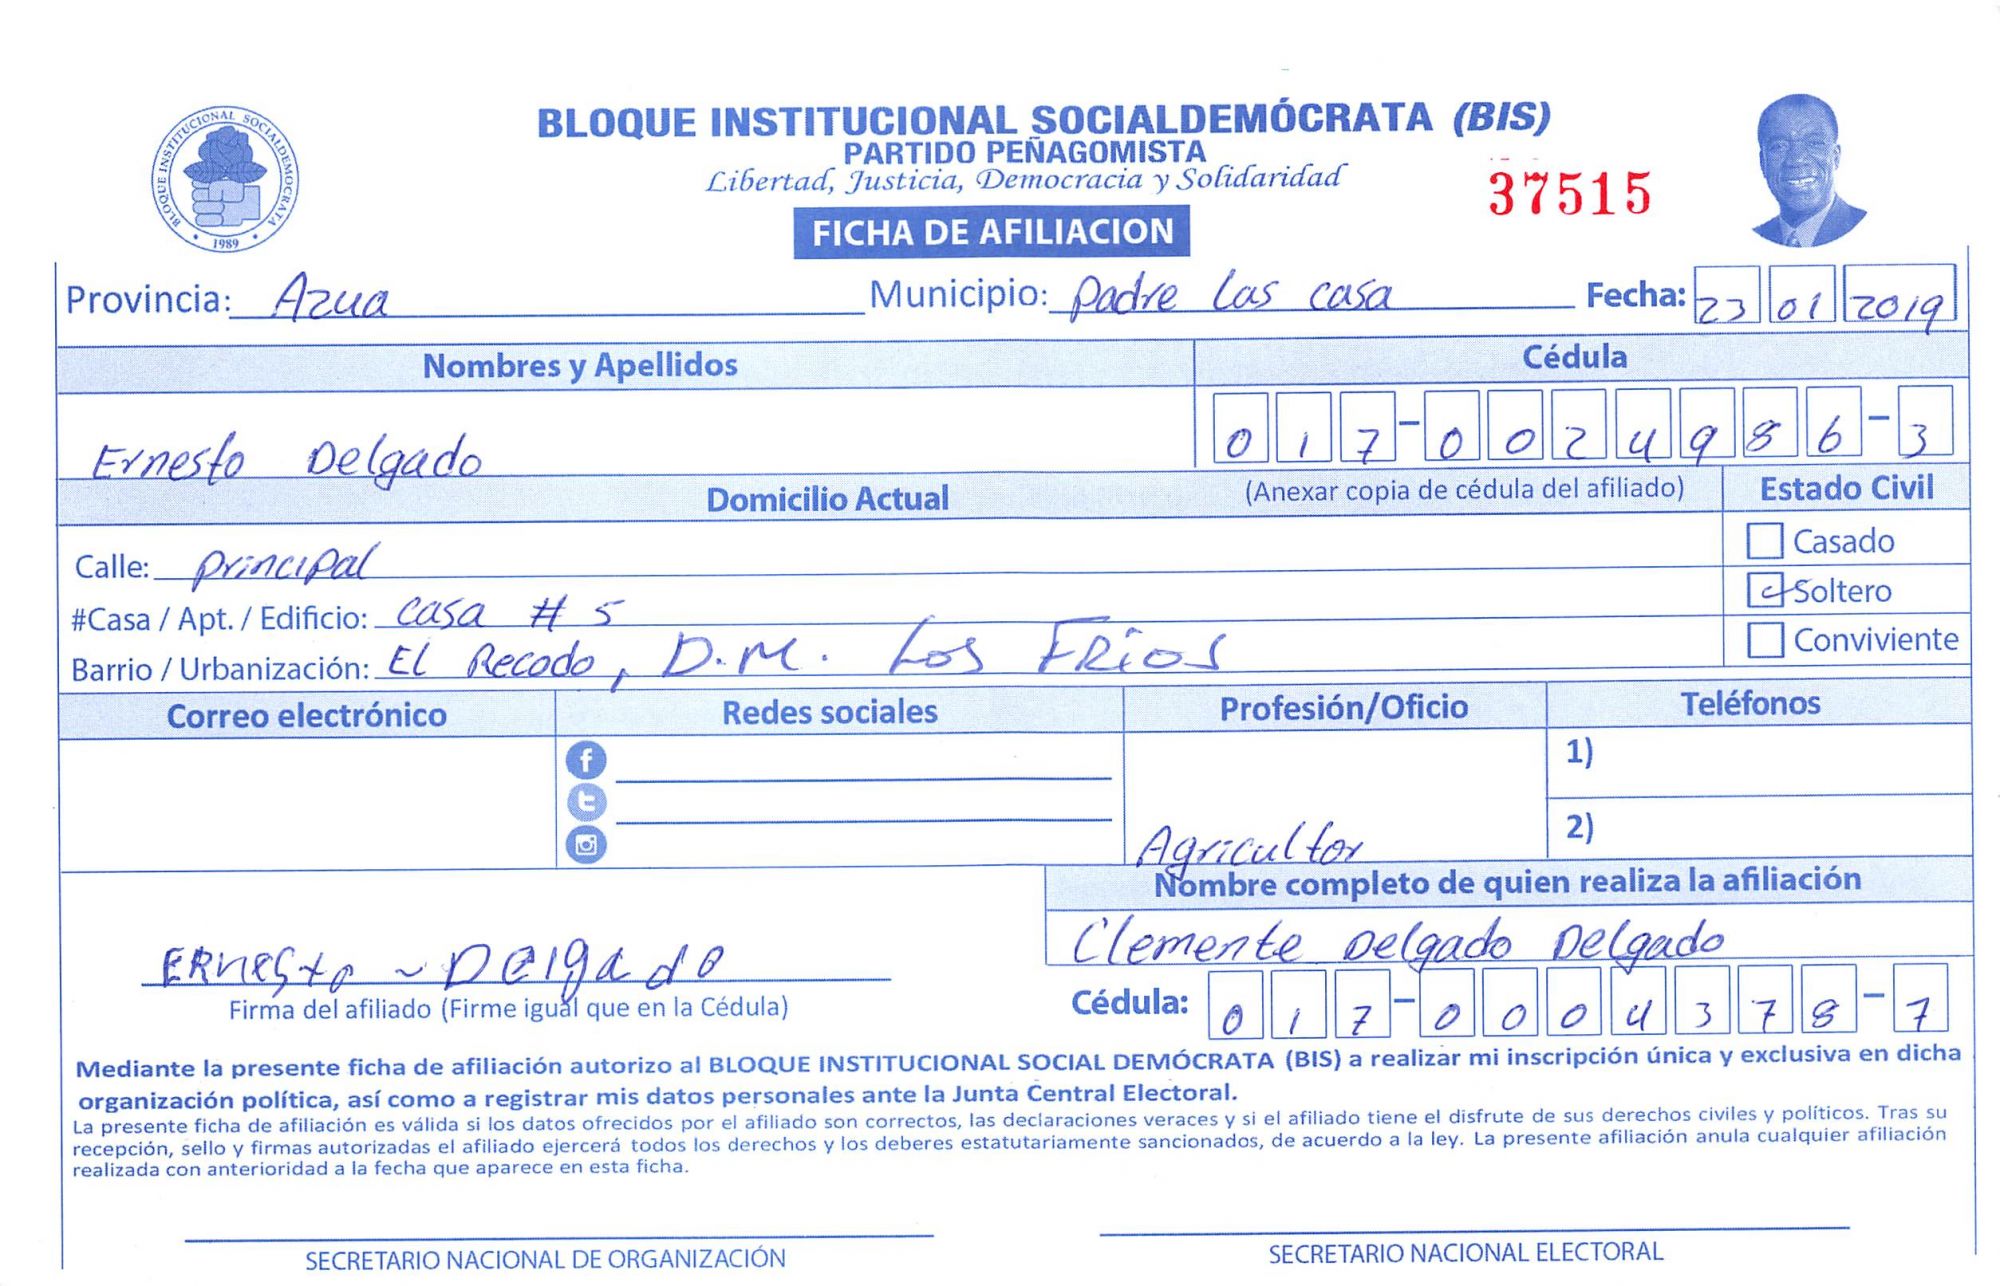 BLOQUE INSTITUCIONAL SOCIALDEMOCRATA
1989
BLOQUE INSTITUCIONAL SOCIALDEMÓCRATA (BIS)
PARTIDO PEÑAGOMISTA
Libertad, Justicia, Democracia y Solidaridad
37515
FICHA DE AFILIACION
Provincia: Azua Municipio: Padre Las casa Fecha: 23 01 2019
Nombres y Apellidos Cédula
Ernesto Delgado 017-0024986-3
Domicilio Actual (Anexar copia de cédula del afiliado) Estado Civil
Calle: principal Casado
#Casa / Apt. / Edificio: casa # 5 Soltero
Barrio / Urbanización: El Recodo, D.M. Los FRios Conviviente
Correo electrónico Redes sociales Profesión/Oficio Teléfonos
1)
2)
Agricultor
Nombre completo de quien realiza la afiliación
Clemente Delgado Delgado
ERnesto ~ Delgado
Firma del afiliado (Firme igual que en la Cédula) Cédula: 017-0004378-7
Mediante la presente ficha de afiliación autorizo al BLOQUE INSTITUCIONAL SOCIAL DEMÓCRATA (BIS) a realizar mi inscripción única y exclusiva en dicha
organización política, así como a registrar mis datos personales ante la Junta Central Electoral.
La presente ficha de afiliación es válida si los datos ofrecidos por el afiliado son correctos, las declaraciones veraces y si el afiliado tiene el disfrute de sus derechos civiles y políticos. Tras su
recepción, sello y firmas autorizadas el afiliado ejercerá todos los derechos y los deberes estatutariamente sancionados, de acuerdo a la ley. La presente afiliación anula cualquier afiliación
realizada con anterioridad a la fecha que aparece en esta ficha.
SECRETARIO NACIONAL DE ORGANIZACIÓN SECRETARIO NACIONAL ELECTORAL